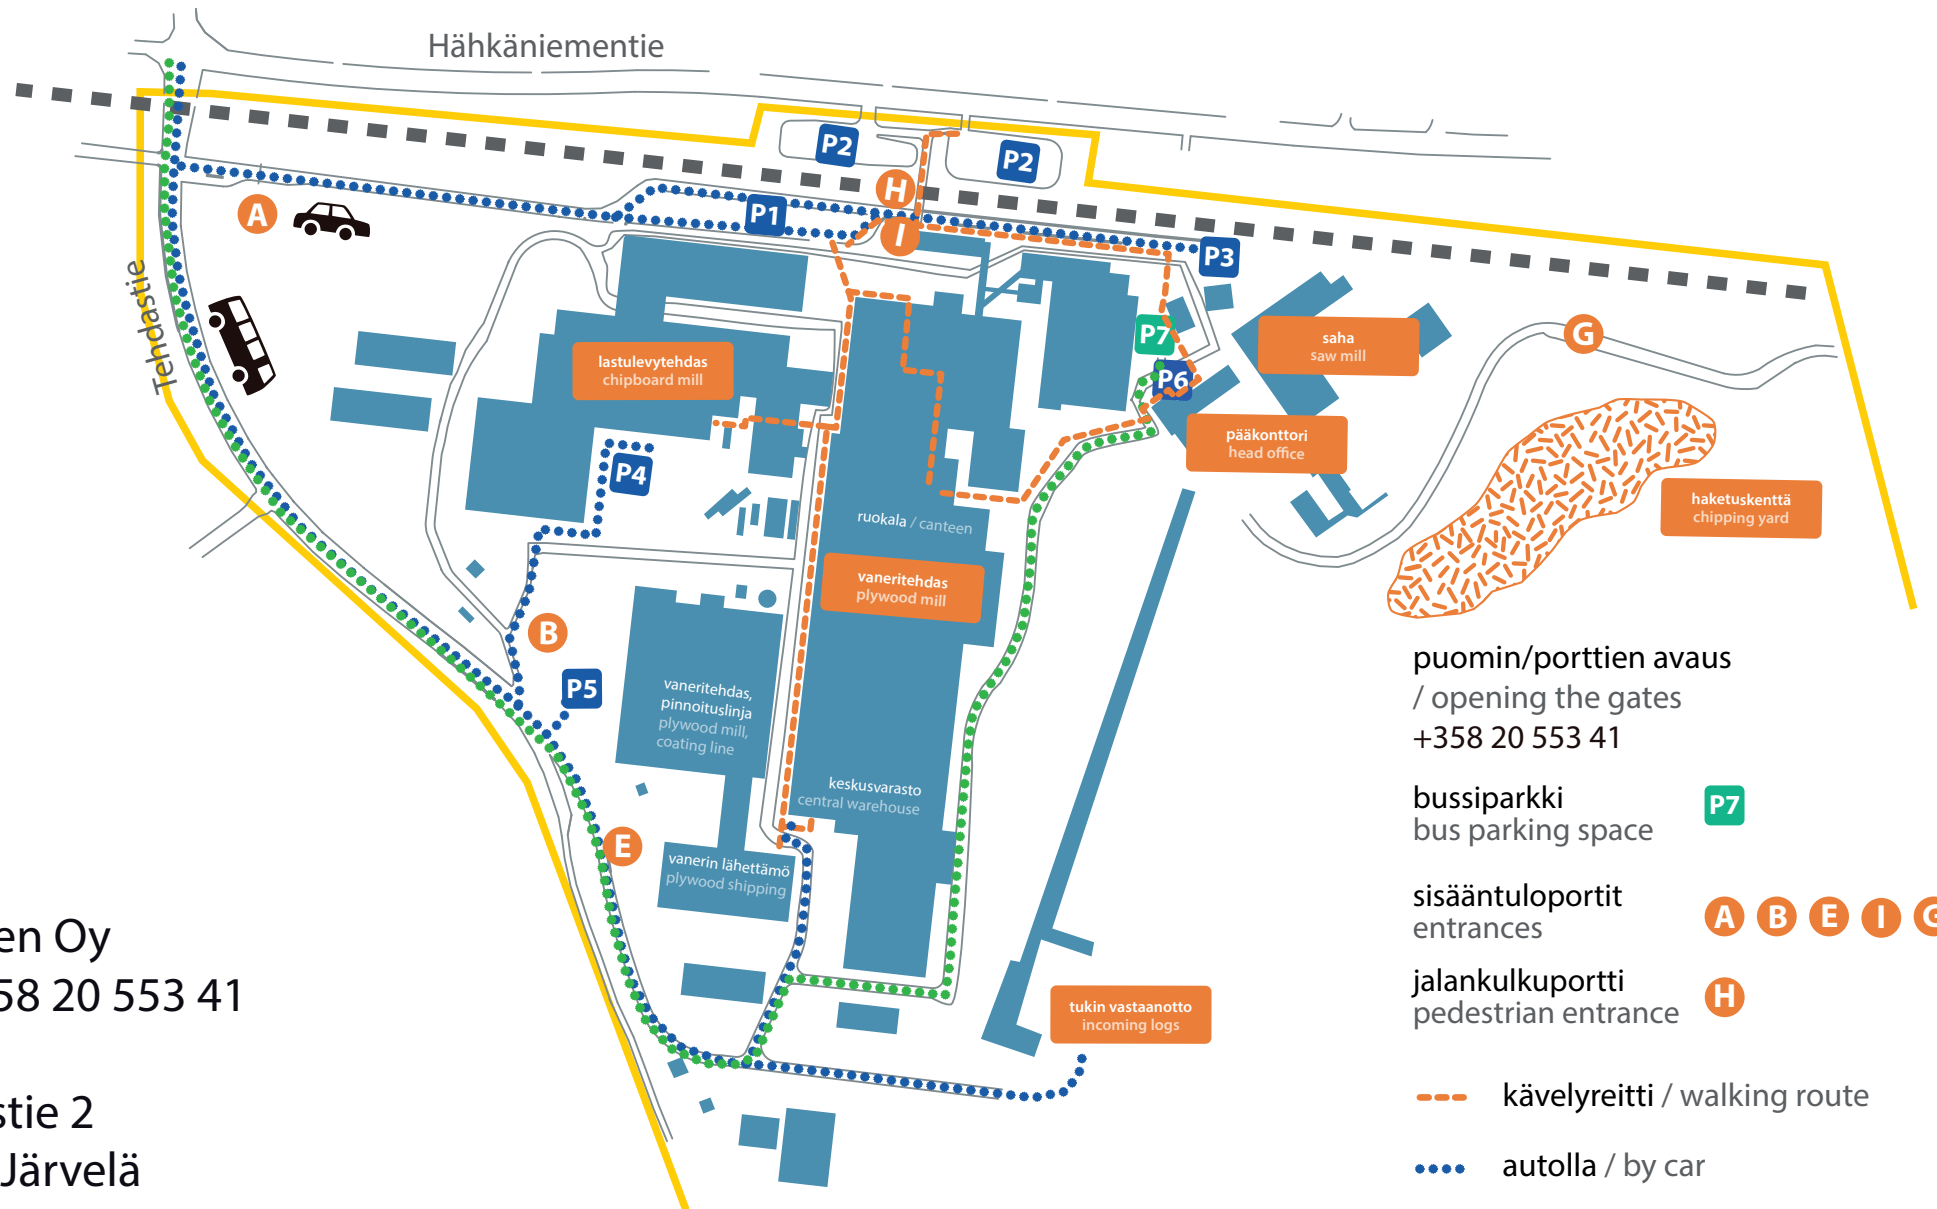 Hähkäniementie
P2
P2
H
P1
A
I
P3
Tehdastie
G
P7
saha
saw mill
lastulevytehdas
chipboard mill
P6
pääkonttori
head office
P4
haketuskenttä
chipping yard
ruokala / canteen
vaneritehdas
plywood mill
B
P5
vaneritehdas,
pinnoituslinja
plywood mill,
coating line
keskusvarasto
central warehouse
E
vanerin lähettämö
plywood shipping
tukin vastaanotto
incoming logs
puomin/porttien avaus
/ opening the gates
+358 20 553 41
bussiparkki
bus parking space
P7
sisääntuloportit
entrances
A B E I G
jalankulkuportti
pedestrian entrance
H
kävelyreitti / walking route
autolla / by car
en Oy
58 20 553 41
stie 2
Järvelä